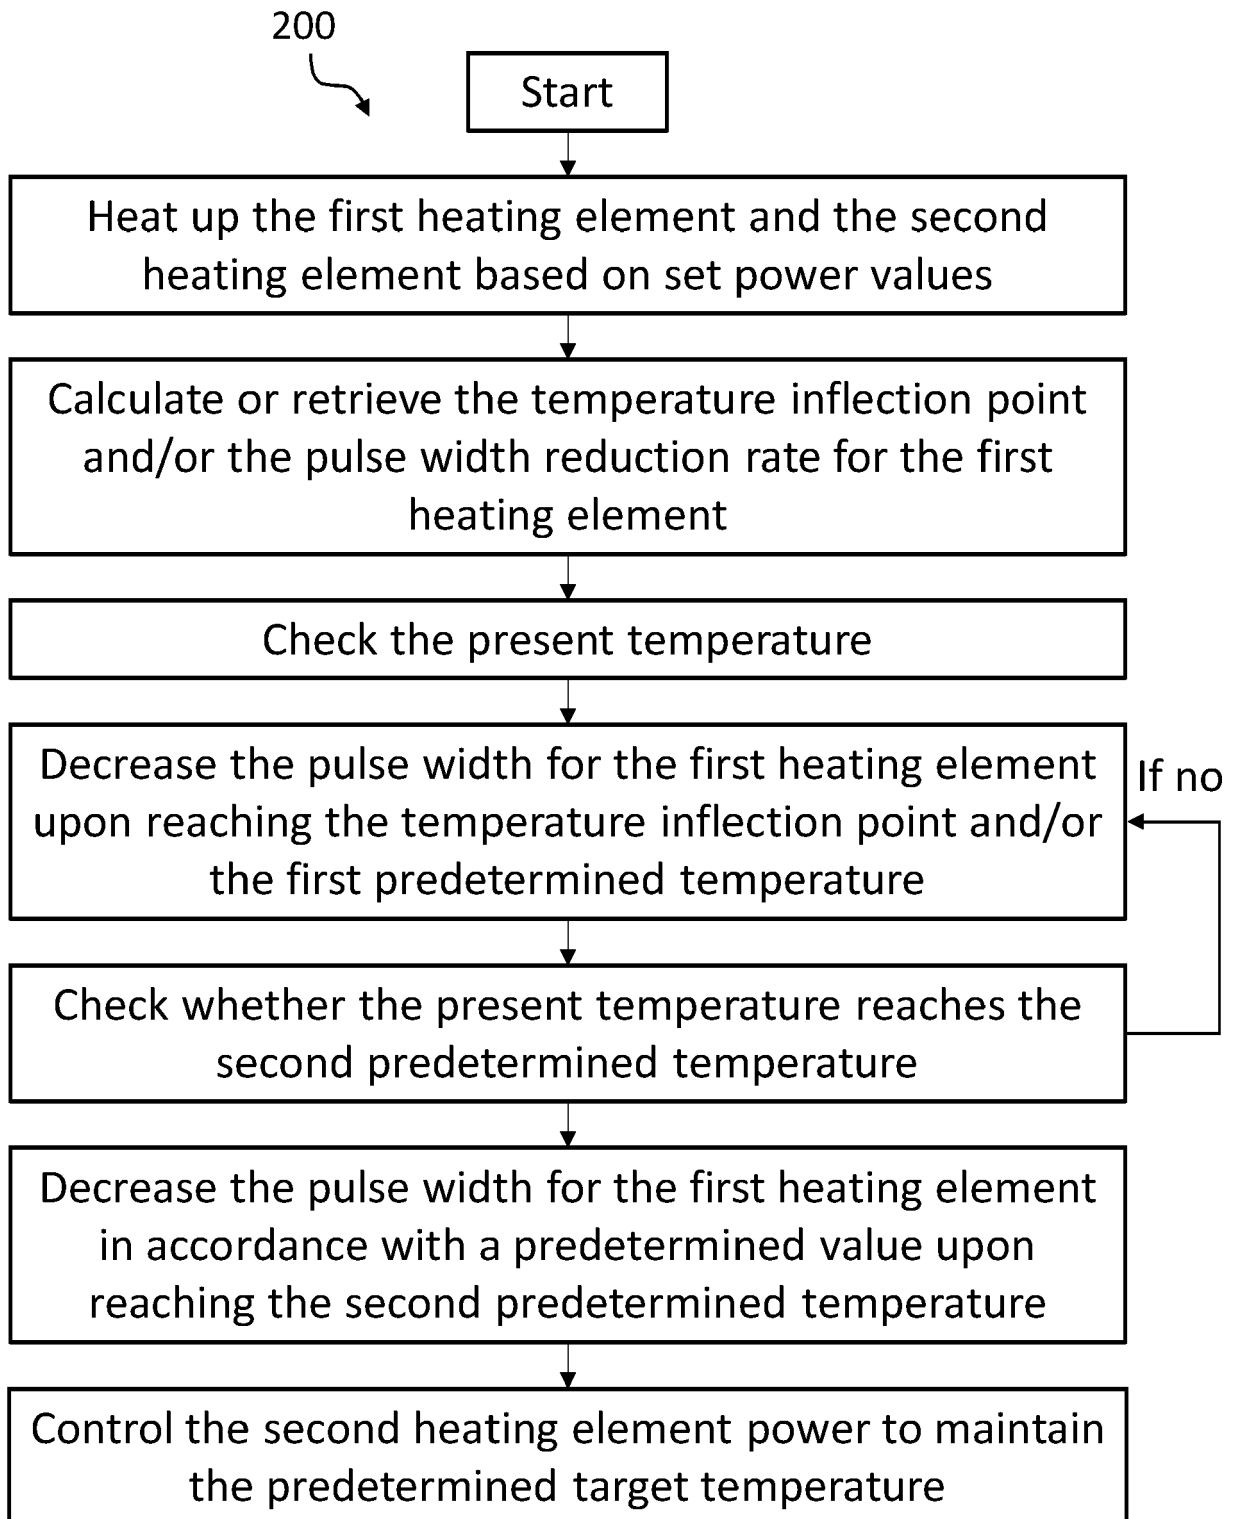 200
Start
Heat up the first heating element and the second
heating element based on set power values
Calculate or retrieve the temperature inflection point
and/or the pulse width reduction rate for the first
heating element
Check the present temperature
Decrease the pulse width for the first heating element
upon reaching the temperature inflection point and/or
the first predetermined temperature
If no
Check whether the present temperature reaches the
second predetermined temperature
Decrease the pulse width for the first heating element
in accordance with a predetermined value upon
reaching the second predetermined temperature
Control the second heating element power to maintain
the predetermined target temperature